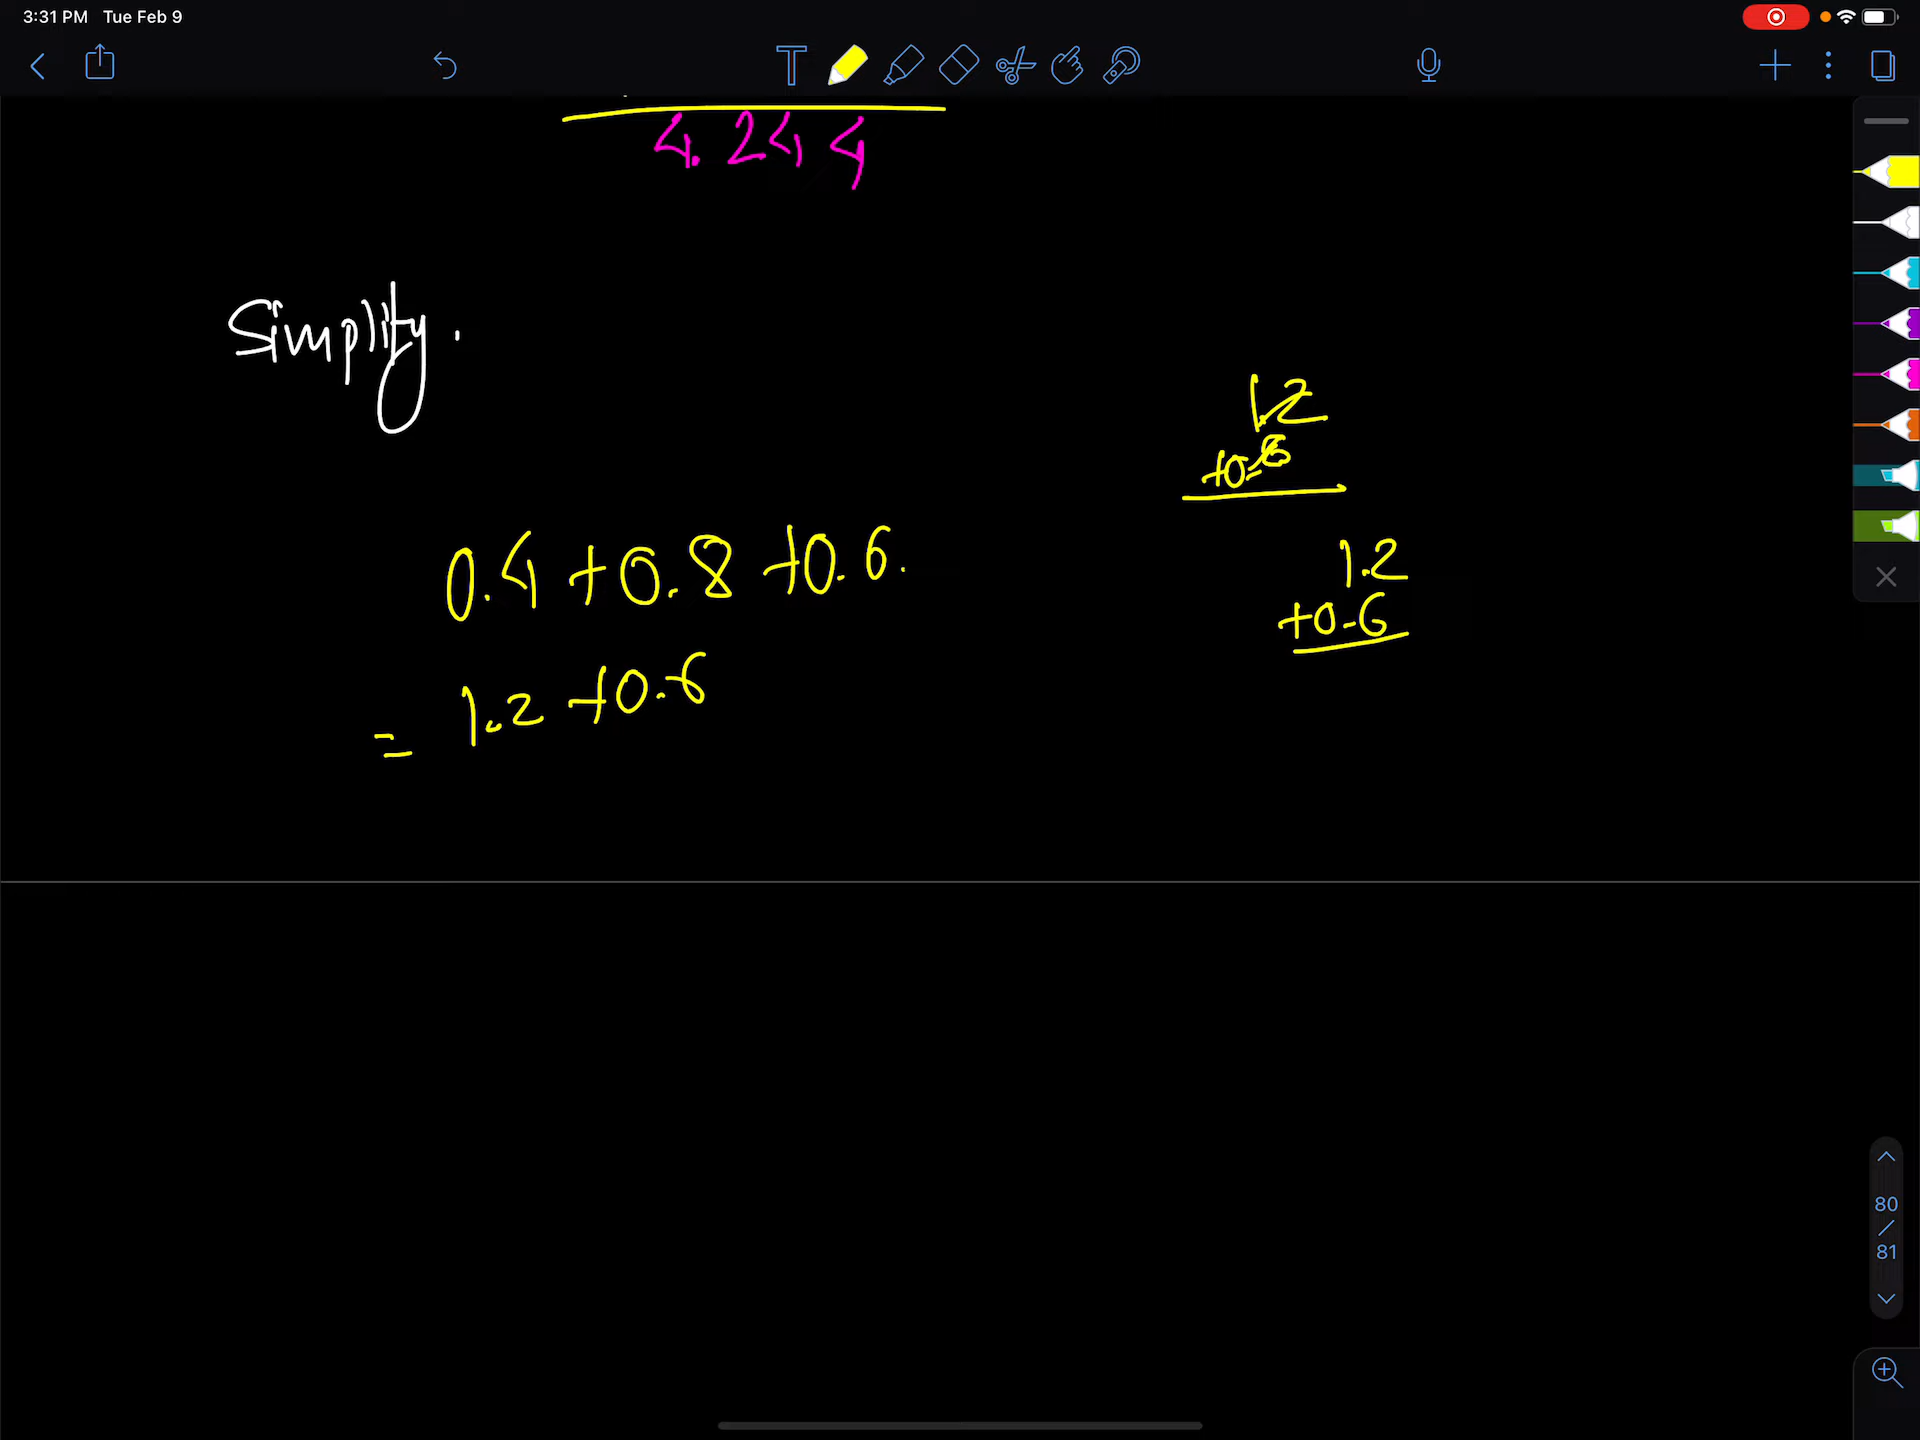 3:31 PM Tue Feb 9
4.244
Simplify.
1.2
+0.6
0.4 + 0.8 + 0.6.
1.2
+0.6
= 1.2 + 0.6
80
/
81